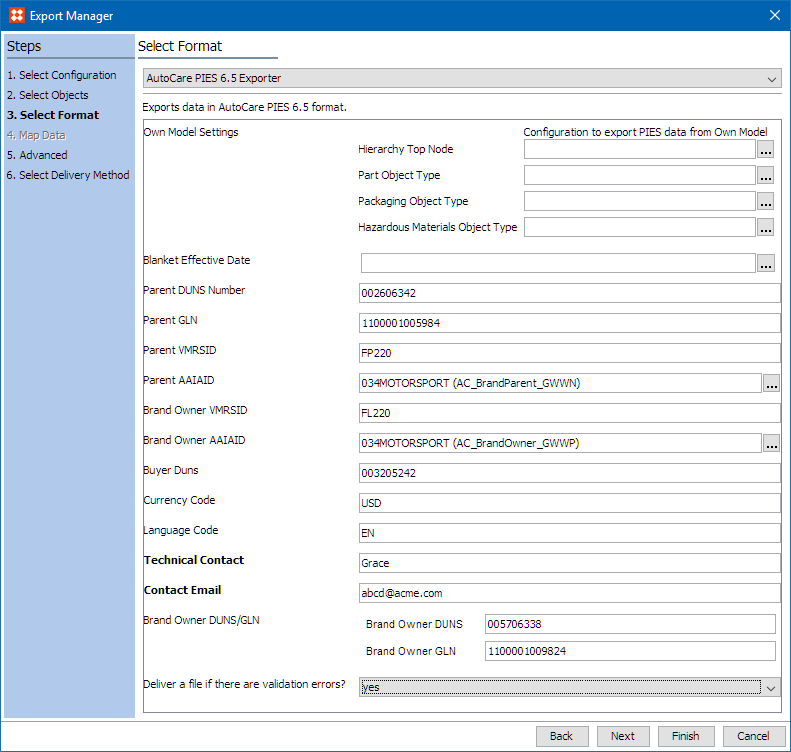 Export Manager
Steps
1. Select Configuration
2. Select Objects
3. Select Format
4. Map Data
5. Advanced
6. Select Delivery Method
Select Format
AutoCare PIES 6.5 Exporter
Exports data in AutoCare PIES 6.5 format.
Own Model Settings
Configuration to export PIES data from Own Model
Hierarchy Top Node ...
Part Object Type ...
Packaging Object Type ...
Hazardous Materials Object Type ...
Blanket Effective Date ...
Parent DUNS Number 002606342
Parent GLN 1100001005984
Parent VMRSID FP220
Parent AAIAID 034MOTORSPORT (AC_BrandParent_GWWN) ...
Brand Owner VMRSID FL220
Brand Owner AAIAID 034MOTORSPORT (AC_BrandOwner_GWWP) ...
Buyer Duns 003205242
Currency Code USD
Language Code EN
Technical Contact Grace
Contact Email abcd@acme.com
Brand Owner DUNS/GLN Brand Owner DUNS 005706338
Brand Owner GLN 1100001009824
Deliver a file if there are validation errors? yes
Back Next Finish Cancel